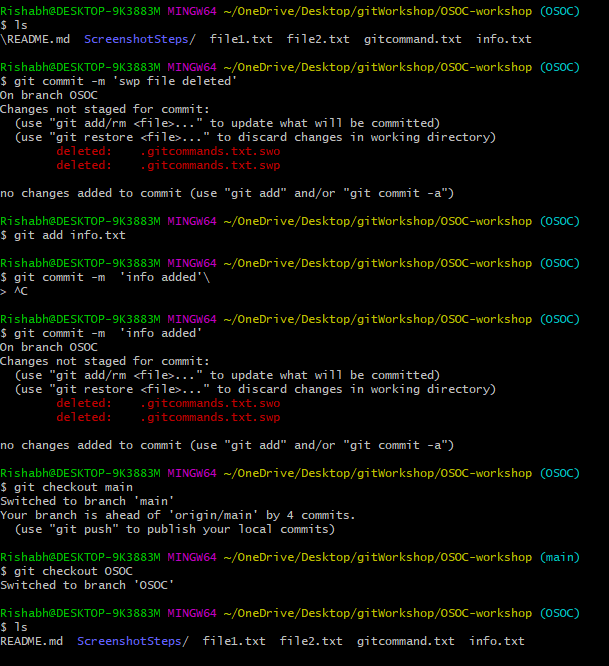 Rishabh@DESKTOP-9K3883M MINGW64 ~/OneDrive/Desktop/gitWorkshop/OSOC-workshop (OSOC)
$ ls
\README.md  ScreenshotSteps/  file1.txt  file2.txt  gitcommand.txt  info.txt

Rishabh@DESKTOP-9K3883M MINGW64 ~/OneDrive/Desktop/gitWorkshop/OSOC-workshop (OSOC)
$ git commit -m 'swp file deleted'
On branch OSOC
Changes not staged for commit:
  (use "git add/rm <file>..." to update what will be committed)
  (use "git restore <file>..." to discard changes in working directory)
        deleted:    .gitcommands.txt.swo
        deleted:    .gitcommands.txt.swp

no changes added to commit (use "git add" and/or "git commit -a")

Rishabh@DESKTOP-9K3883M MINGW64 ~/OneDrive/Desktop/gitWorkshop/OSOC-workshop (OSOC)
$ git add info.txt

Rishabh@DESKTOP-9K3883M MINGW64 ~/OneDrive/Desktop/gitWorkshop/OSOC-workshop (OSOC)
$ git commit -m  'info added'\
> ^C

Rishabh@DESKTOP-9K3883M MINGW64 ~/OneDrive/Desktop/gitWorkshop/OSOC-workshop (OSOC)
$ git commit -m  'info added'
On branch OSOC
Changes not staged for commit:
  (use "git add/rm <file>..." to update what will be committed)
  (use "git restore <file>..." to discard changes in working directory)
        deleted:    .gitcommands.txt.swo
        deleted:    .gitcommands.txt.swp

no changes added to commit (use "git add" and/or "git commit -a")

Rishabh@DESKTOP-9K3883M MINGW64 ~/OneDrive/Desktop/gitWorkshop/OSOC-workshop (OSOC)
$ git checkout main
Switched to branch 'main'
Your branch is ahead of 'origin/main' by 4 commits.
  (use "git push" to publish your local commits)

Rishabh@DESKTOP-9K3883M MINGW64 ~/OneDrive/Desktop/gitWorkshop/OSOC-workshop (main)
$ git checkout OSOC
Switched to branch 'OSOC'

Rishabh@DESKTOP-9K3883M MINGW64 ~/OneDrive/Desktop/gitWorkshop/OSOC-workshop (OSOC)
$ ls
README.md  ScreenshotSteps/  file1.txt  file2.txt  gitcommand.txt  info.txt